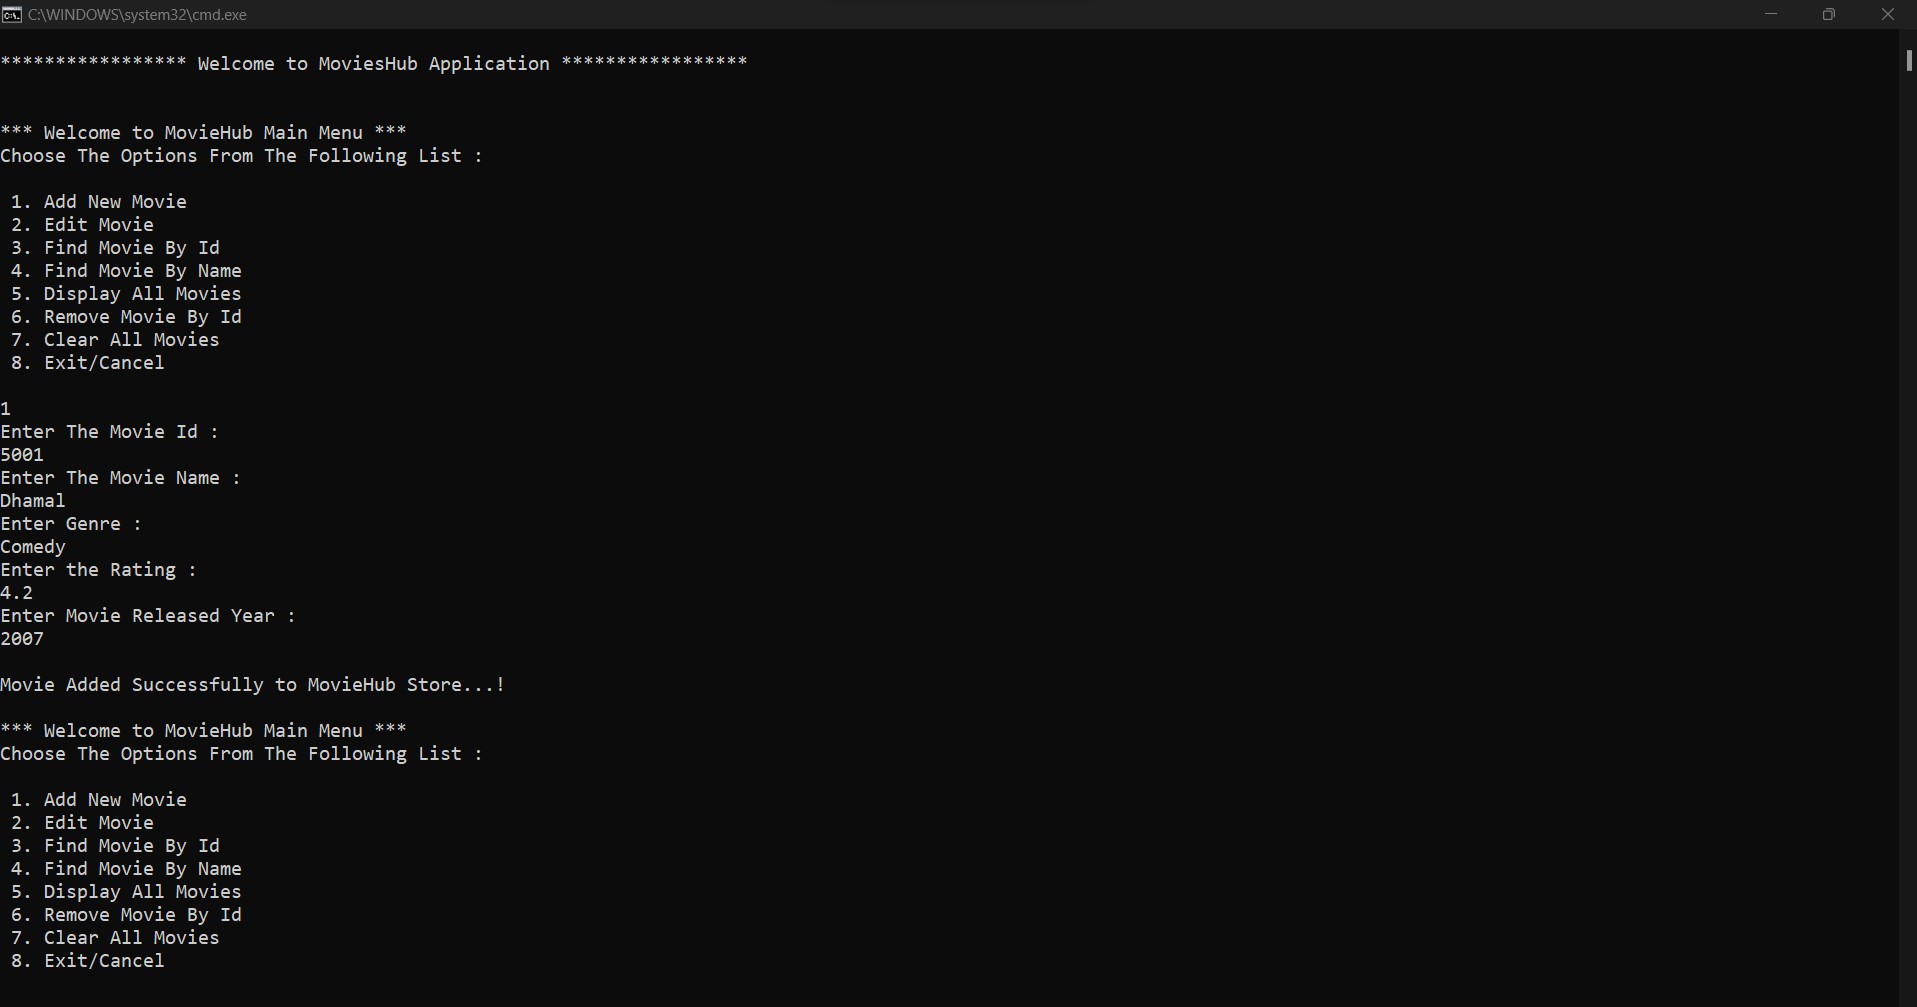 C:\WINDOWS\system32\cmd.exe
***************** Welcome to MoviesHub Application *****************
*** Welcome to MovieHub Main Menu ***
Choose The Options From The Following List :
1. Add New Movie
2. Edit Movie
3. Find Movie By Id
4. Find Movie By Name
5. Display All Movies
6. Remove Movie By Id
7. Clear All Movies
8. Exit/Cancel
1
Enter The Movie Id :
5001
Enter The Movie Name :
Dhamal
Enter Genre :
Comedy
Enter the Rating :
4.2
Enter Movie Released Year :
2007
Movie Added Successfully to MovieHub Store...!
*** Welcome to MovieHub Main Menu ***
Choose The Options From The Following List :
1. Add New Movie
2. Edit Movie
3. Find Movie By Id
4. Find Movie By Name
5. Display All Movies
6. Remove Movie By Id
7. Clear All Movies
8. Exit/Cancel